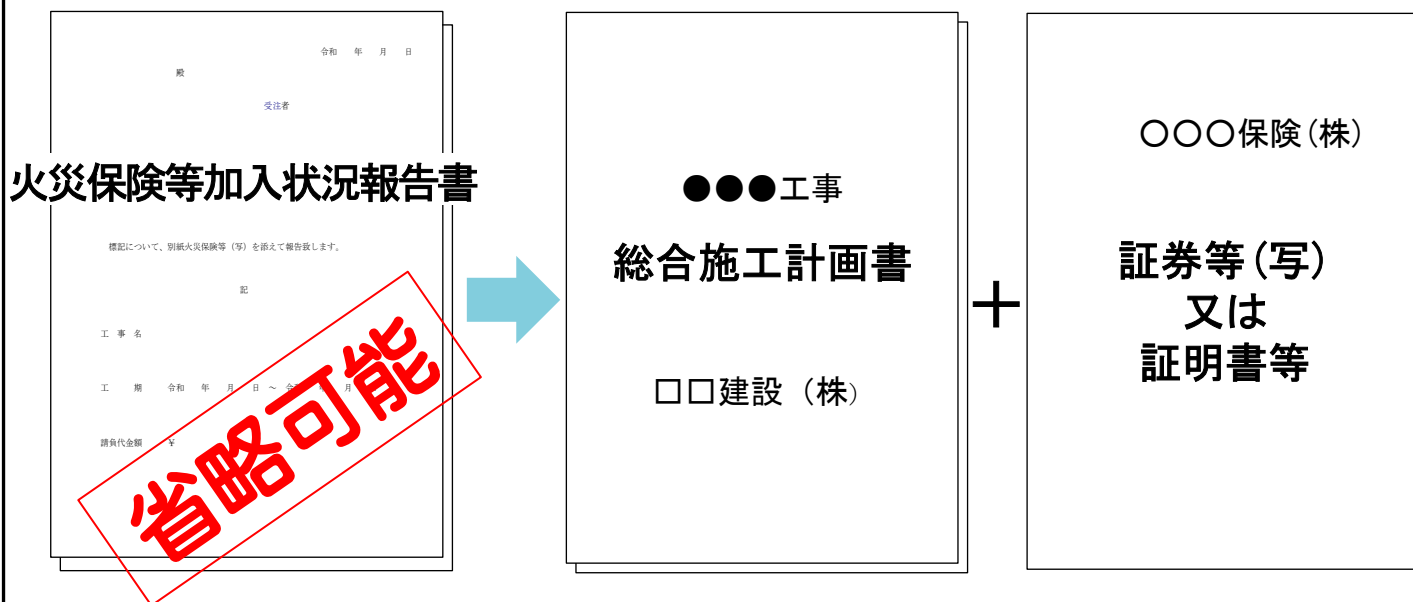 令和 年 月 日
殿
受注者
火災保険等加入状況報告書
標記について、別紙火災保険等（写）を添えて報告致します。
記
工 事 名
工 期 令和 年 月 日 ～ 令和 年 月
請負代金額 ￥
省略可能
●●●工事
総合施工計画書
□□建設（株）
＋
○○○保険（株）
証券等（写）
又は
証明書等